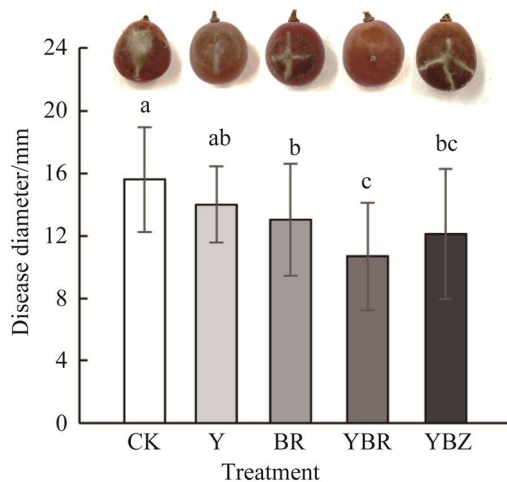 24
20
16
12
8
4
0
Disease diameter/mm
a
ab
b
c
bc
CK Y BR YBR YBZ
Treatment